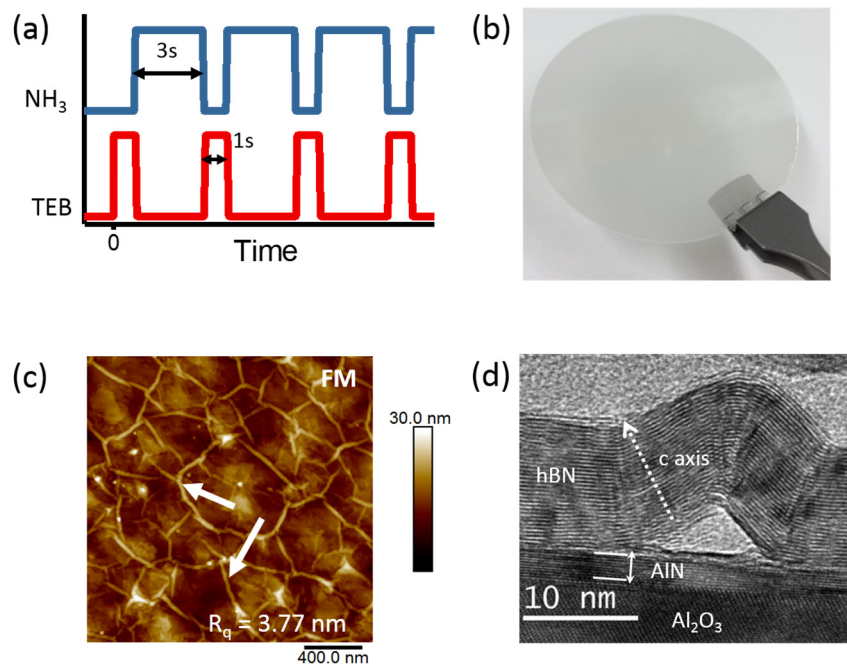 (a)
3s
NH₃
1s
TEB
0
Time
(b)
(c)
FM
30.0 nm
R_q = 3.77 nm
400.0 nm
(d)
c axis
hBN
AlN
10 nm
Al₂O₃